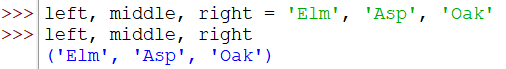 >>> left, middle, right = 'Elm', 'Asp', 'Oak'
>>> left, middle, right
('Elm', 'Asp', 'Oak')